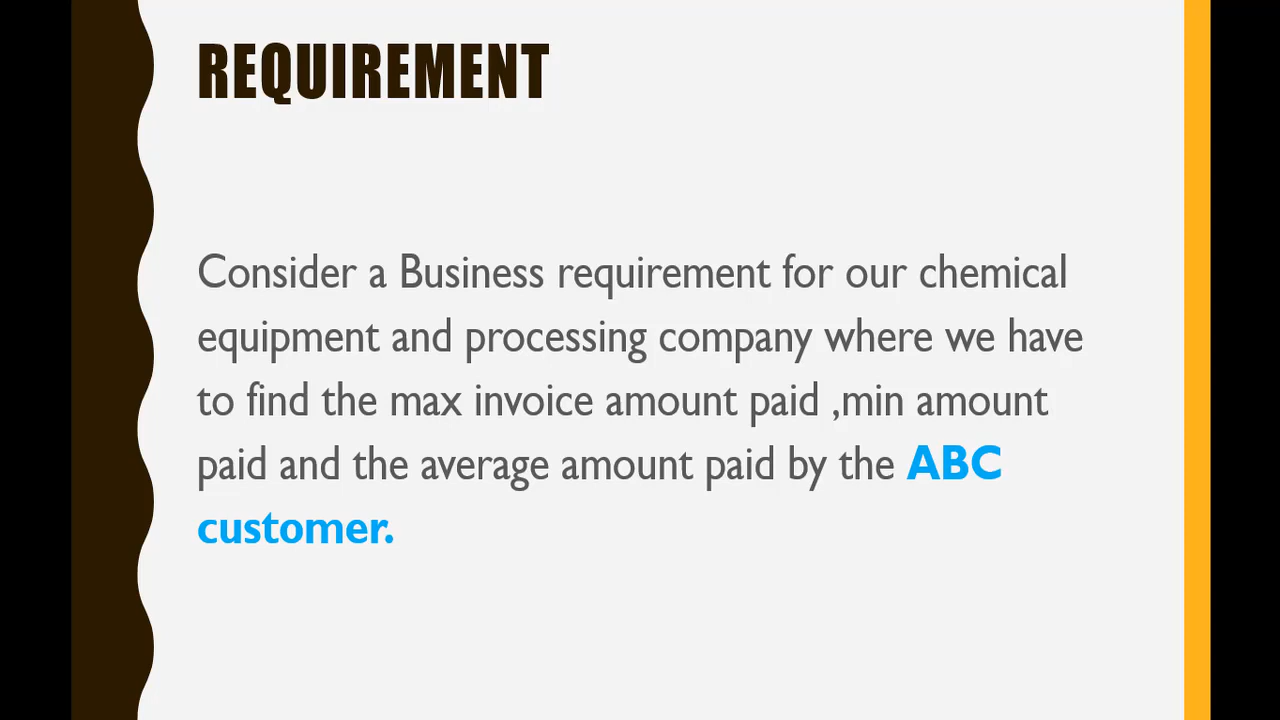 REQUIREMENT
Consider a Business requirement for our chemical
equipment and processing company where we have
to find the max invoice amount paid ,min amount
paid and the average amount paid by the ABC
customer.